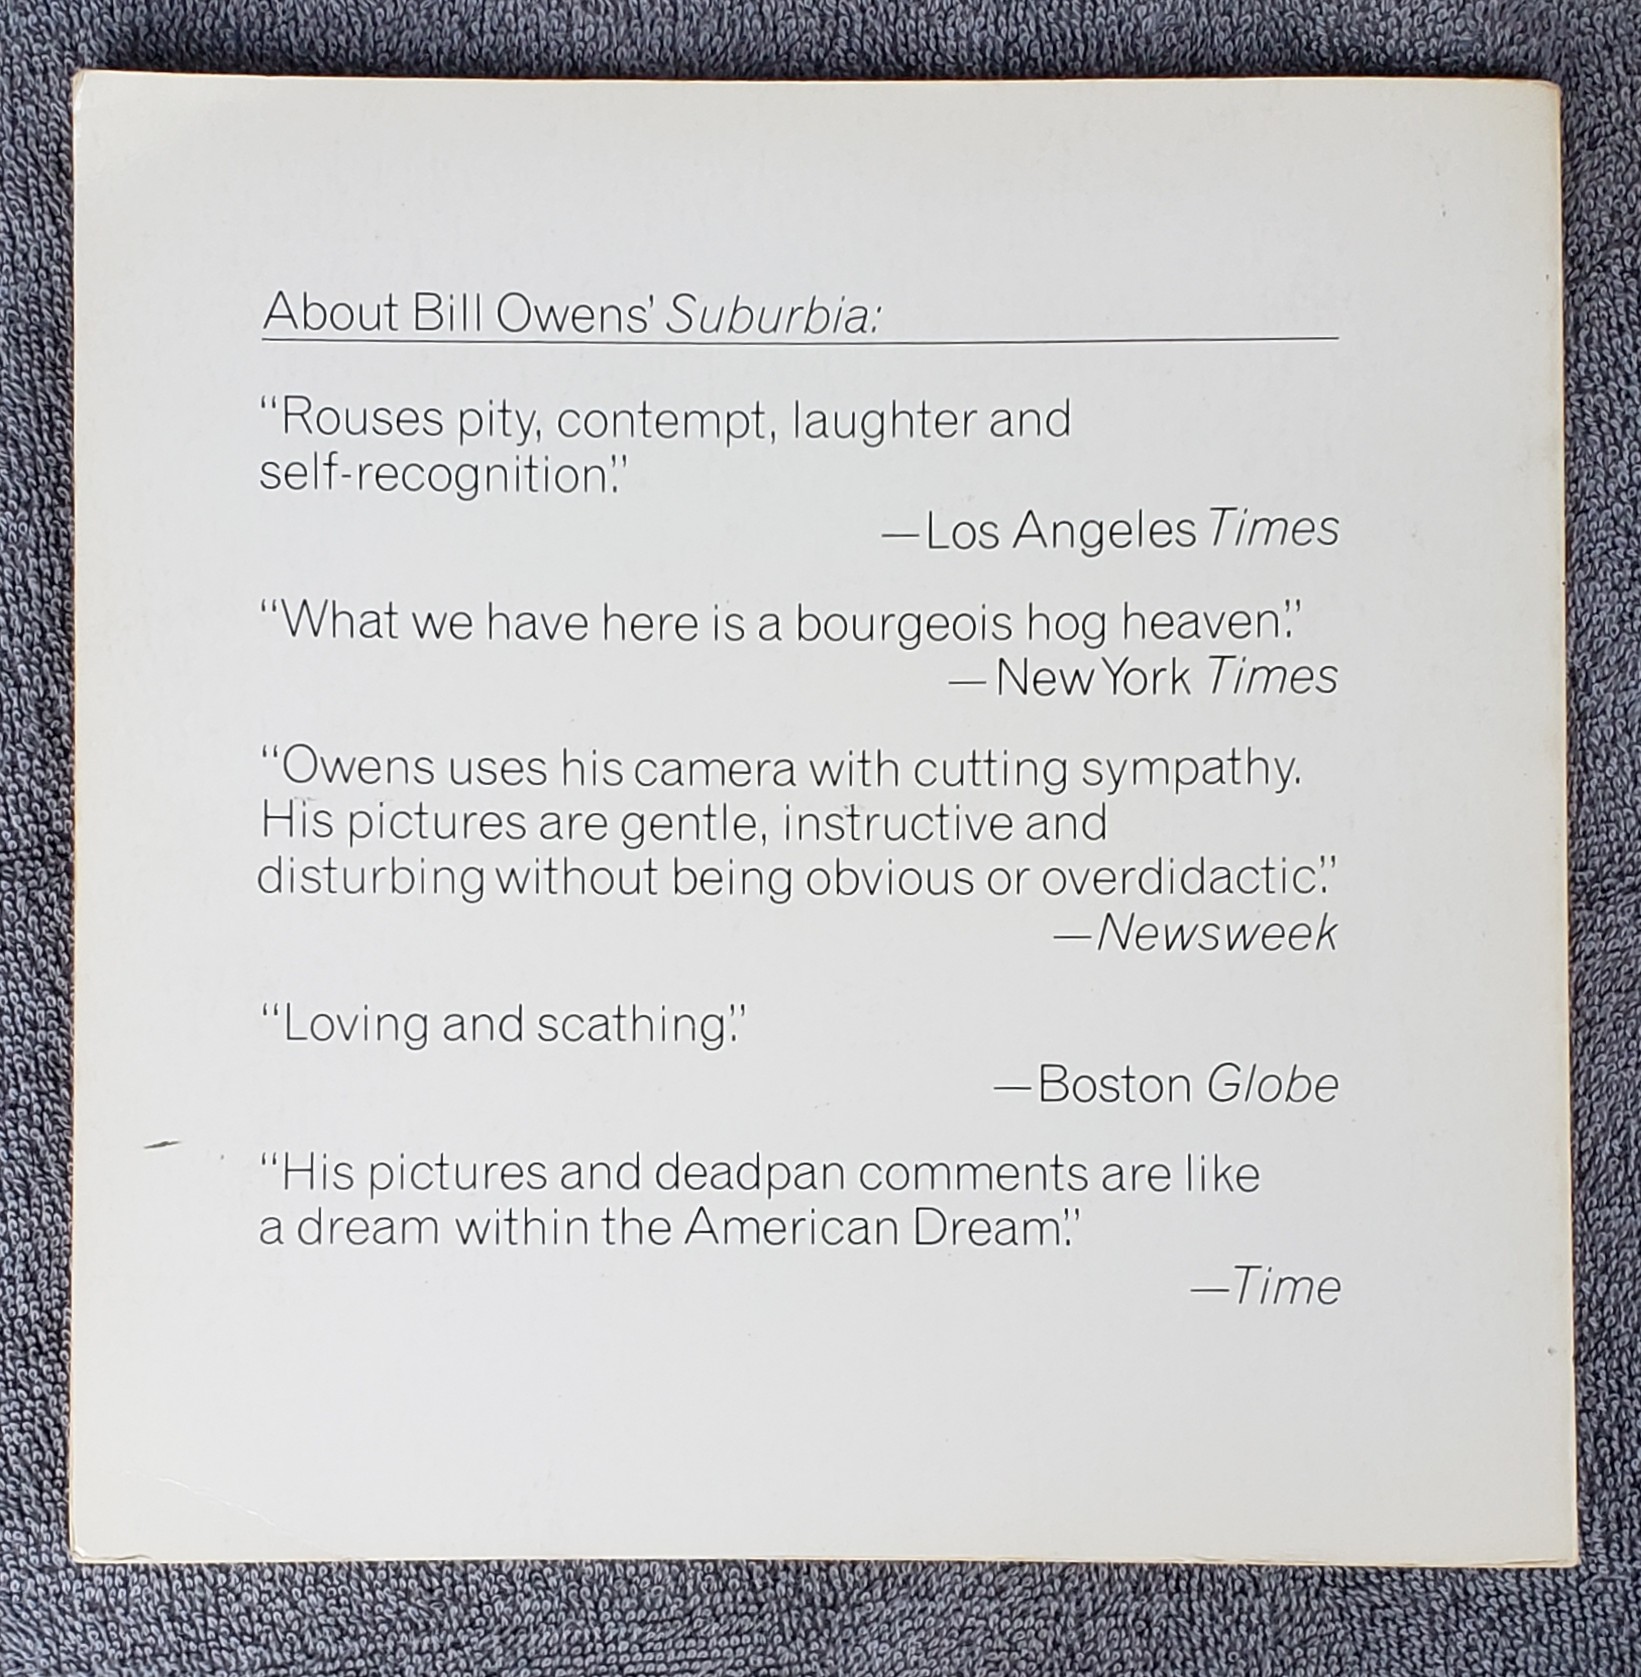 About Bill Owens' Suburbia:
“Rouses pity, contempt, laughter and
self-recognition.”
—Los Angeles Times
“What we have here is a bourgeois hog heaven.”
—New York Times
“Owens uses his camera with cutting sympathy.
His pictures are gentle, instructive and
disturbing without being obvious or overdidactic.”
—Newsweek
“Loving and scathing.”
—Boston Globe
“His pictures and deadpan comments are like
a dream within the American Dream.”
—Time